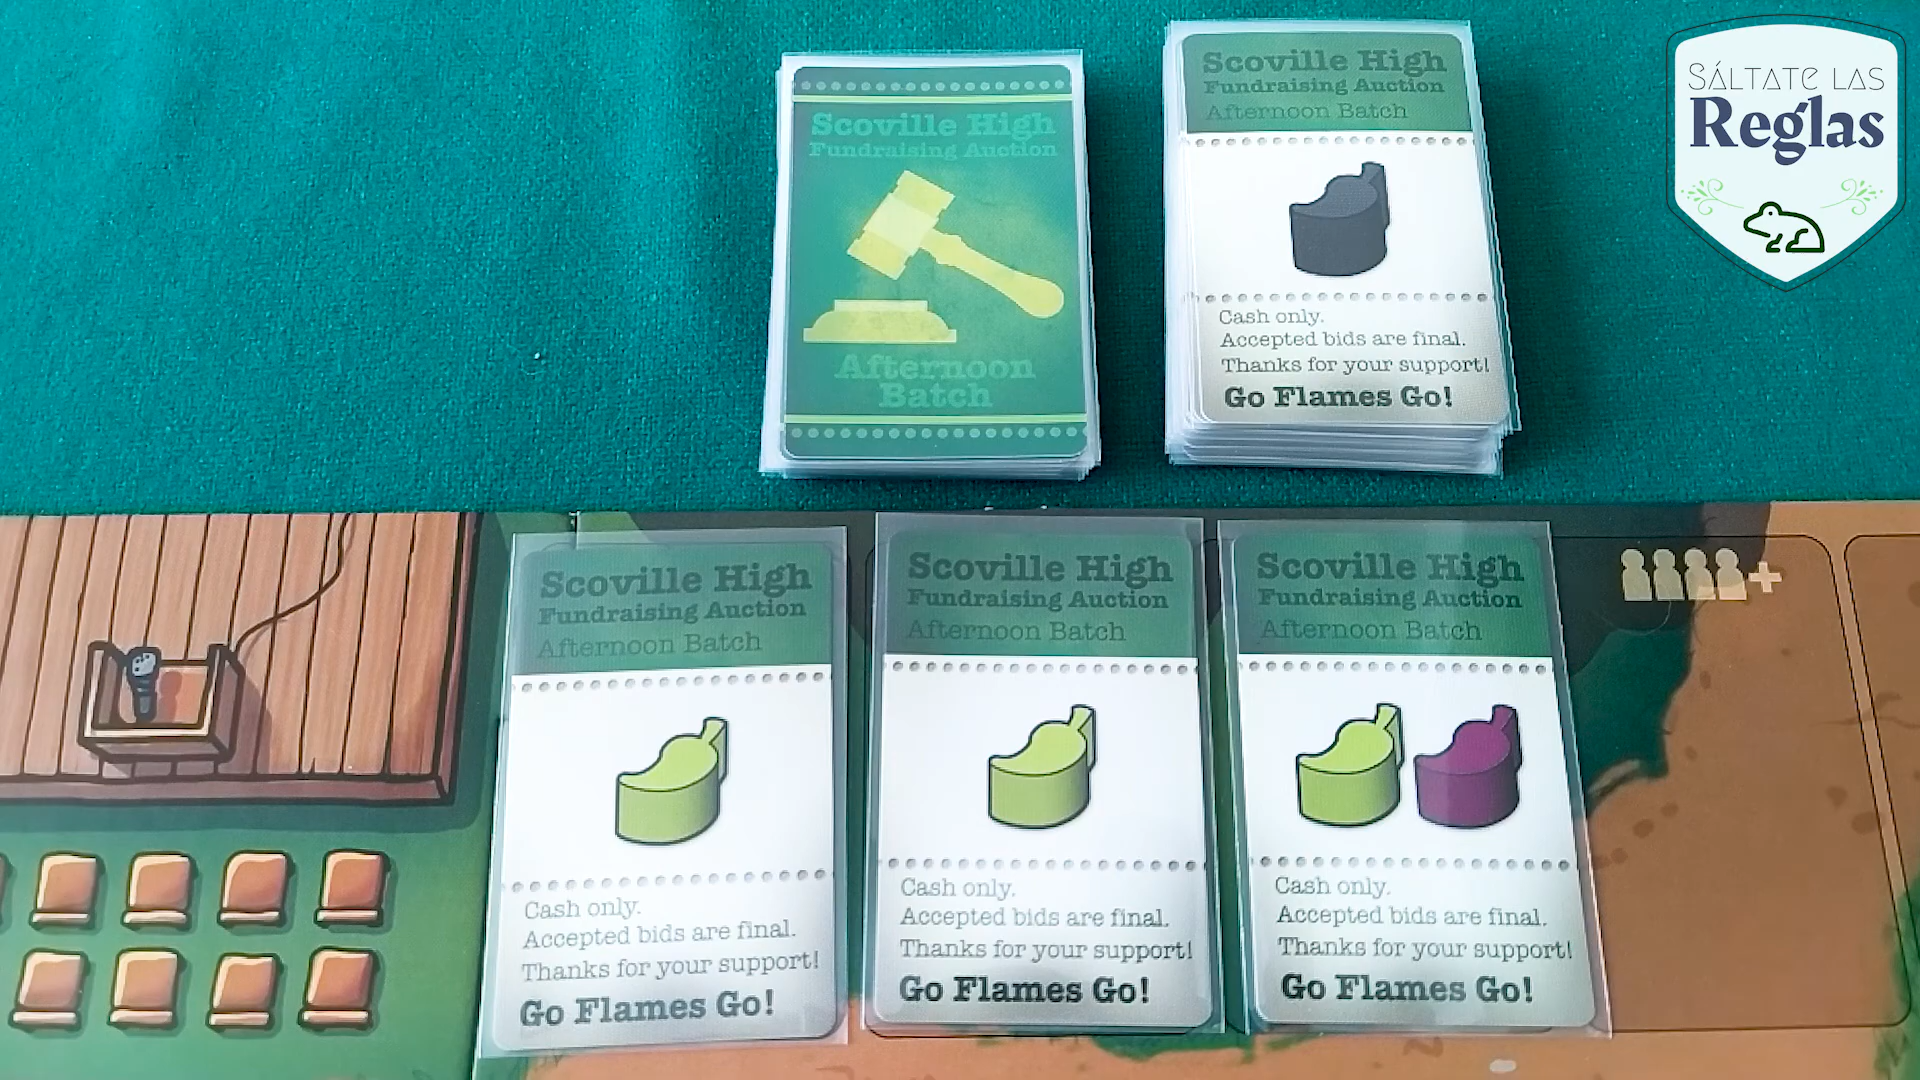 Scoville High
Fundraising Auction
Afternoon
Batch
Scoville High
Fundraising Auction
Afternoon Batch
Cash only.
Accepted bids are final.
Thanks for your support!
Go Flames Go!
SÁLTATE LAS
Reglas
Scoville High
Fundraising Auction
Afternoon Batch
Cash only.
Accepted bids are final.
Thanks for your support!
Go Flames Go!
Scoville High
Fundraising Auction
Afternoon Batch
Cash only.
Accepted bids are final.
Thanks for your support!
Go Flames Go!
Scoville High
Fundraising Auction
Afternoon Batch
Cash only.
Accepted bids are final.
Thanks for your support!
Go Flames Go!
+